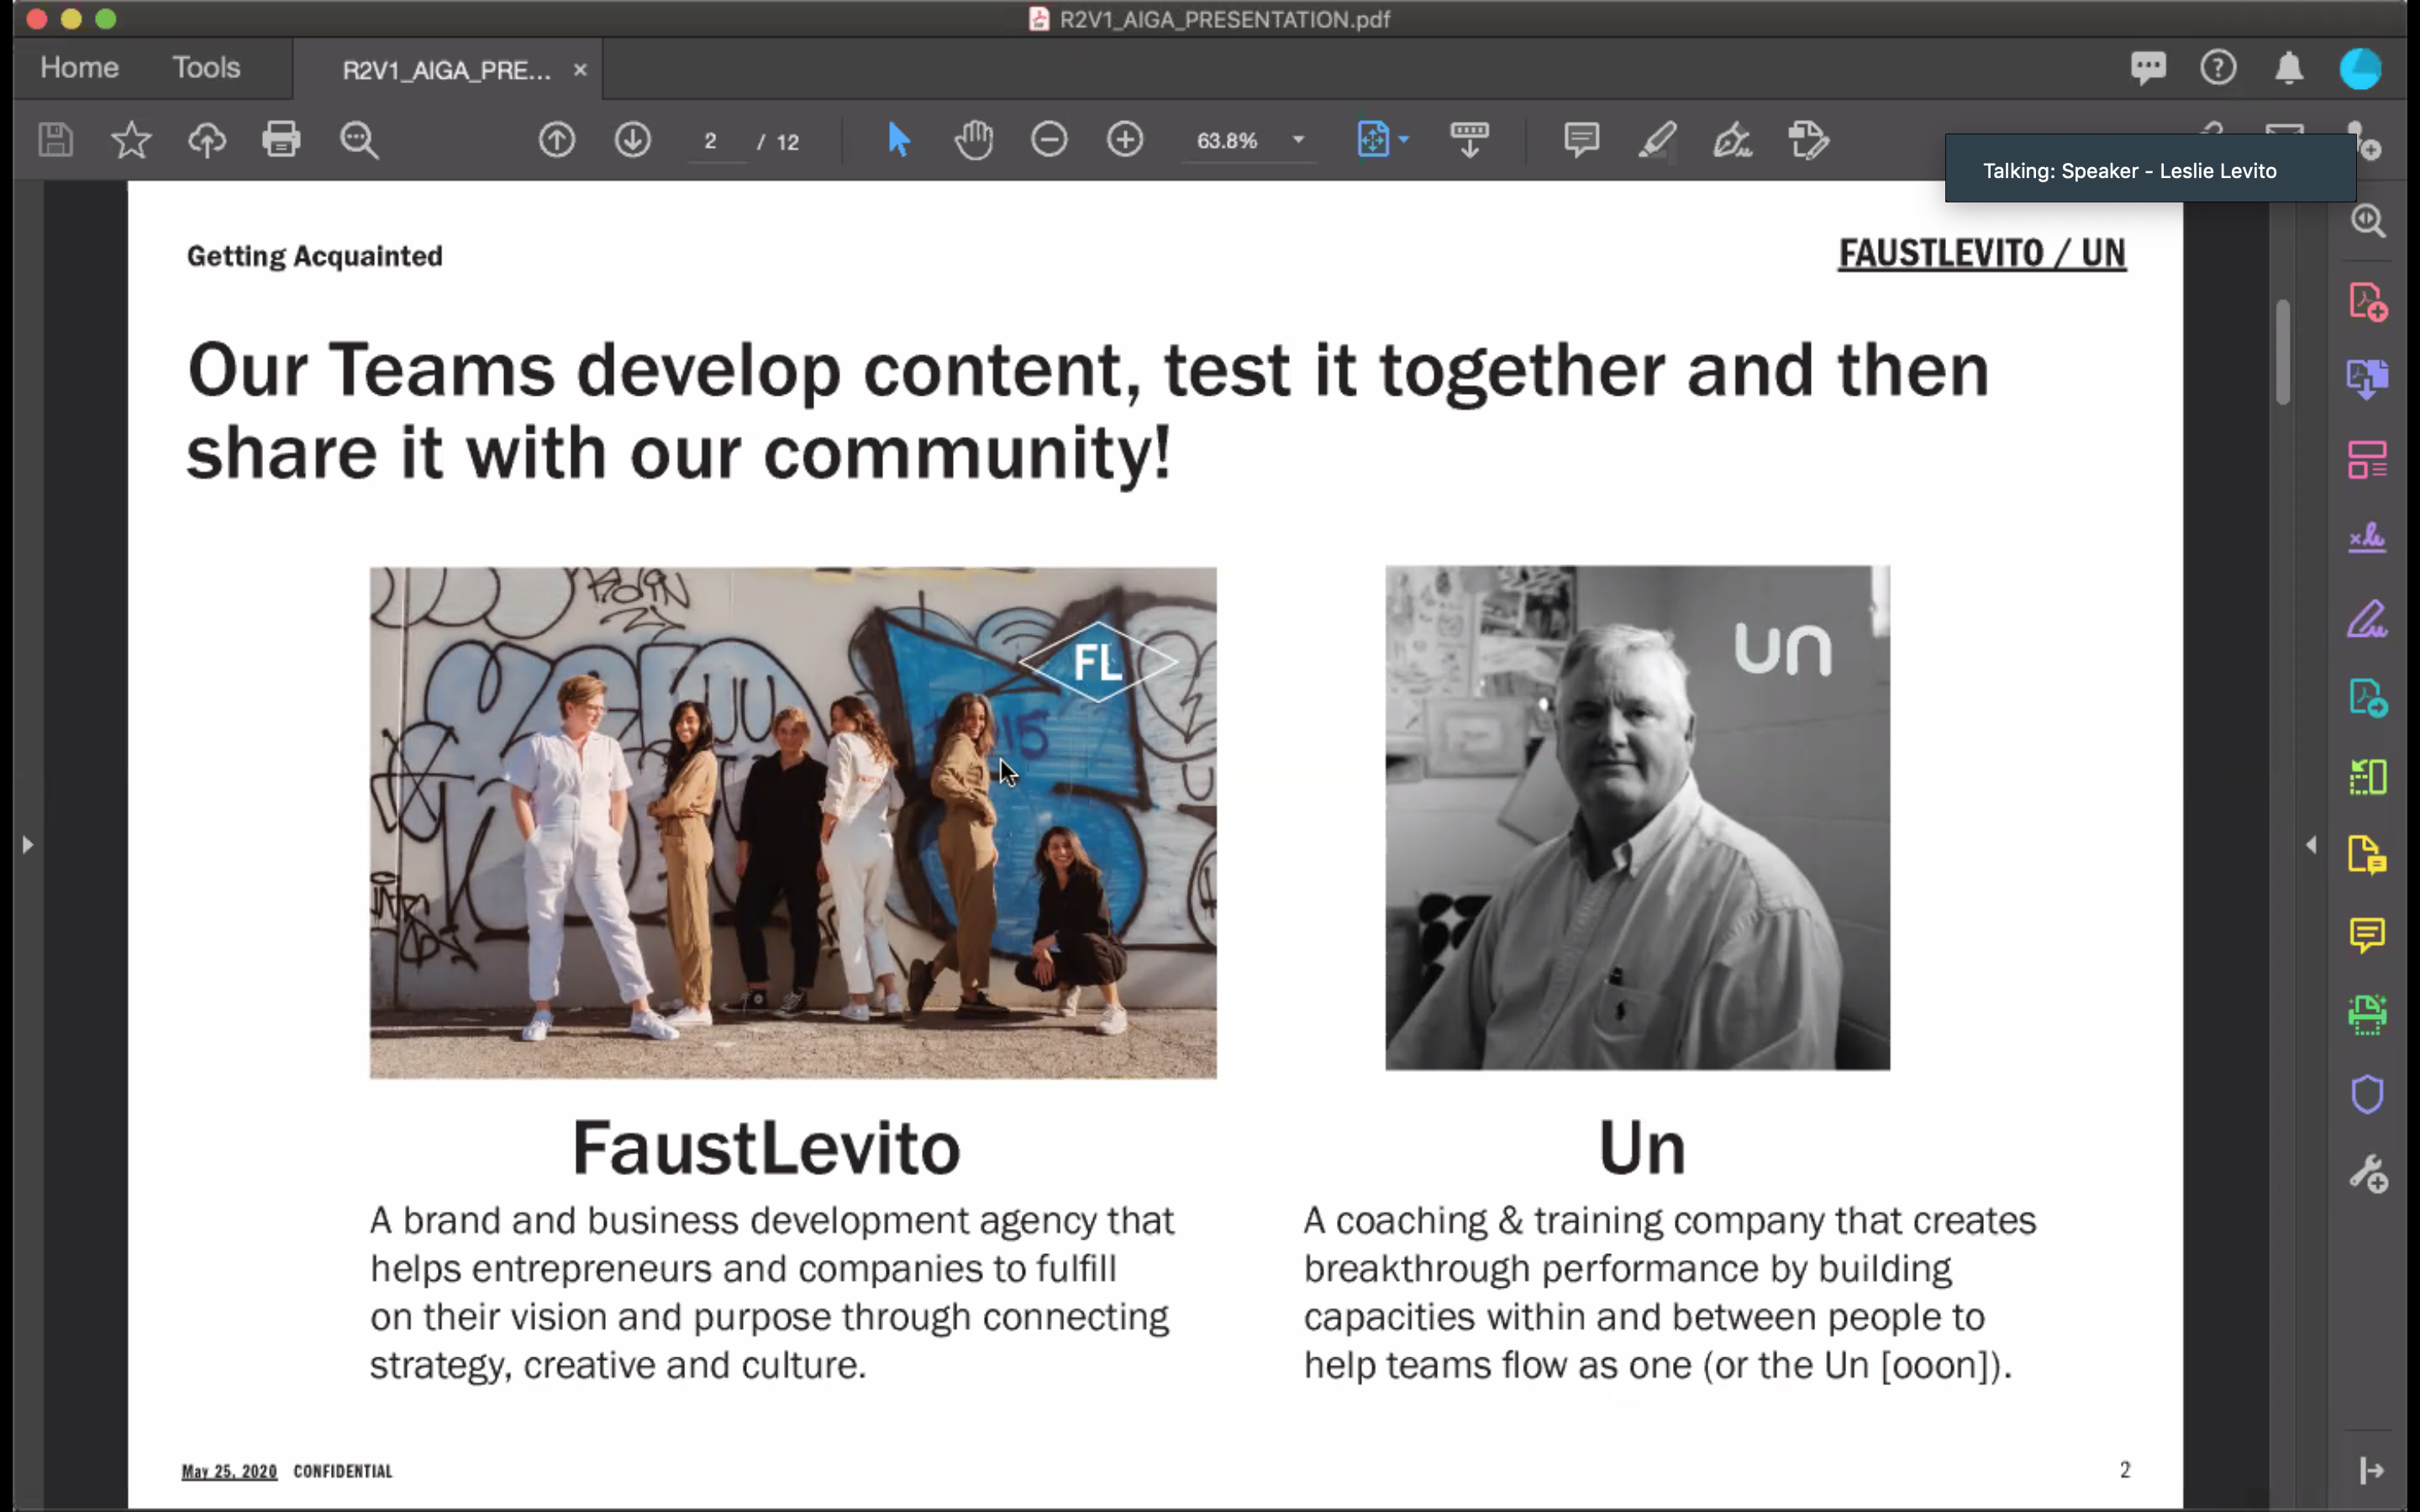 R2V1_AIGA_PRESENTATION.pdf
Home Tools R2V1_AIGA_PRE... ×
2 / 12 63.8%
Talking: Speaker - Leslie Levito
Getting Acquainted
FAUSTLEVITO / UN
Our Teams develop content, test it together and then
share it with our community!
FL
15
un
FaustLevito
A brand and business development agency that
helps entrepreneurs and companies to fulfill
on their vision and purpose through connecting
strategy, creative and culture.
Un
A coaching & training company that creates
breakthrough performance by building
capacities within and between people to
help teams flow as one (or the Un [ooon]).
May 25, 2020 CONFIDENTIAL
2